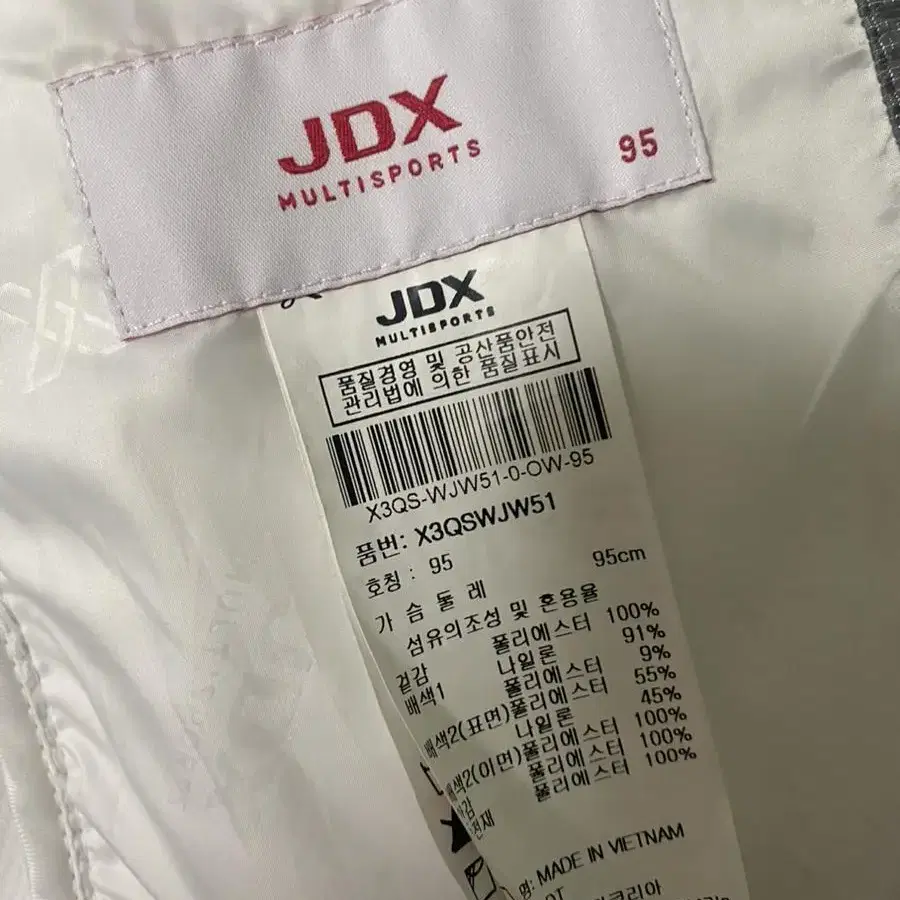 JDX
MULTISPORTS
95
JDX
MULTISPORTS
품질경영 및 공산품안전
관리법에 의한 품질표시
X3QS-WJW51-0-OW-95
품번: X3QSWJW51
호칭 : 95
가 슴 둘 레 95cm
섬유의조성 및 혼용율
겉감 폴리에스터 100%
배색1 나일론 91%
폴리에스터 9%
배색2(표면)폴리에스터 55%
나일론 45%
배색2(이면)폴리에스터 100%
폴리에스터 100%
폴리에스터 100%
MADE IN VIETNAM